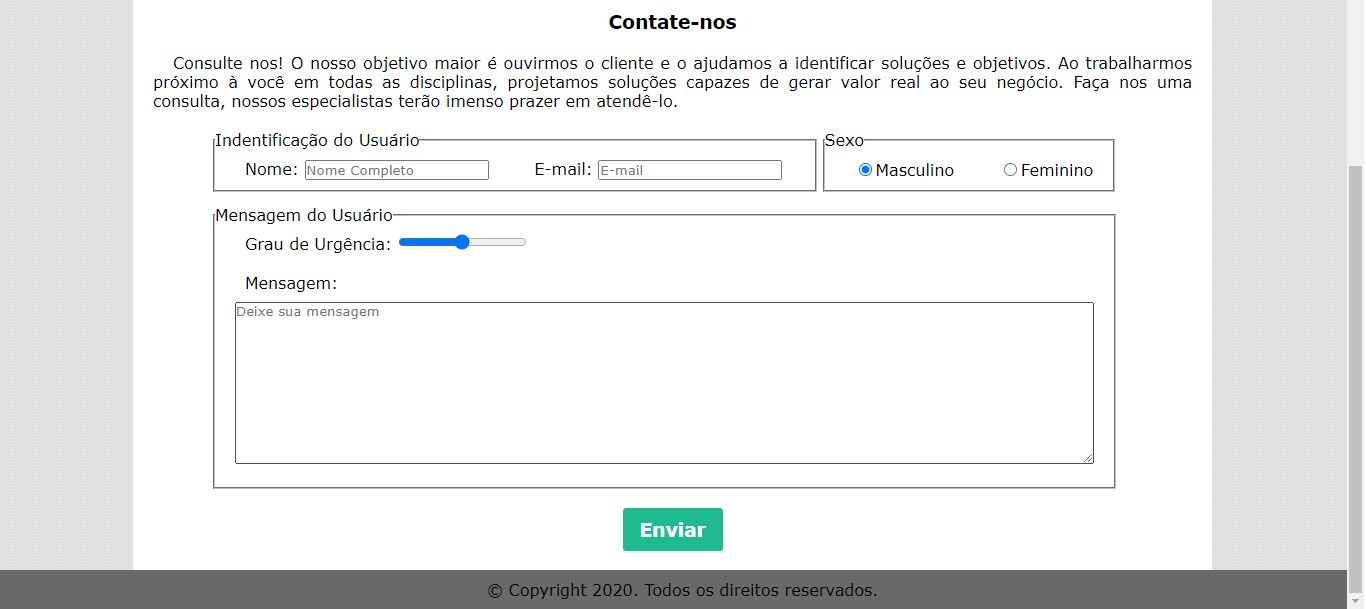 Contate-nos
Consulte nos! O nosso objetivo maior é ouvirmos o cliente e o ajudamos a identificar soluções e objetivos. Ao trabalharmos
próximo à você em todas as disciplinas, projetamos soluções capazes de gerar valor real ao seu negócio. Faça nos uma
consulta, nossos especialistas terão imenso prazer em atendê-lo.
Indentificação do Usuário
Nome: Nome Completo E-mail: E-mail
Sexo
Masculino Feminino
Mensagem do Usuário
Grau de Urgência:
Mensagem:
Deixe sua mensagem
Enviar
© Copyright 2020. Todos os direitos reservados.